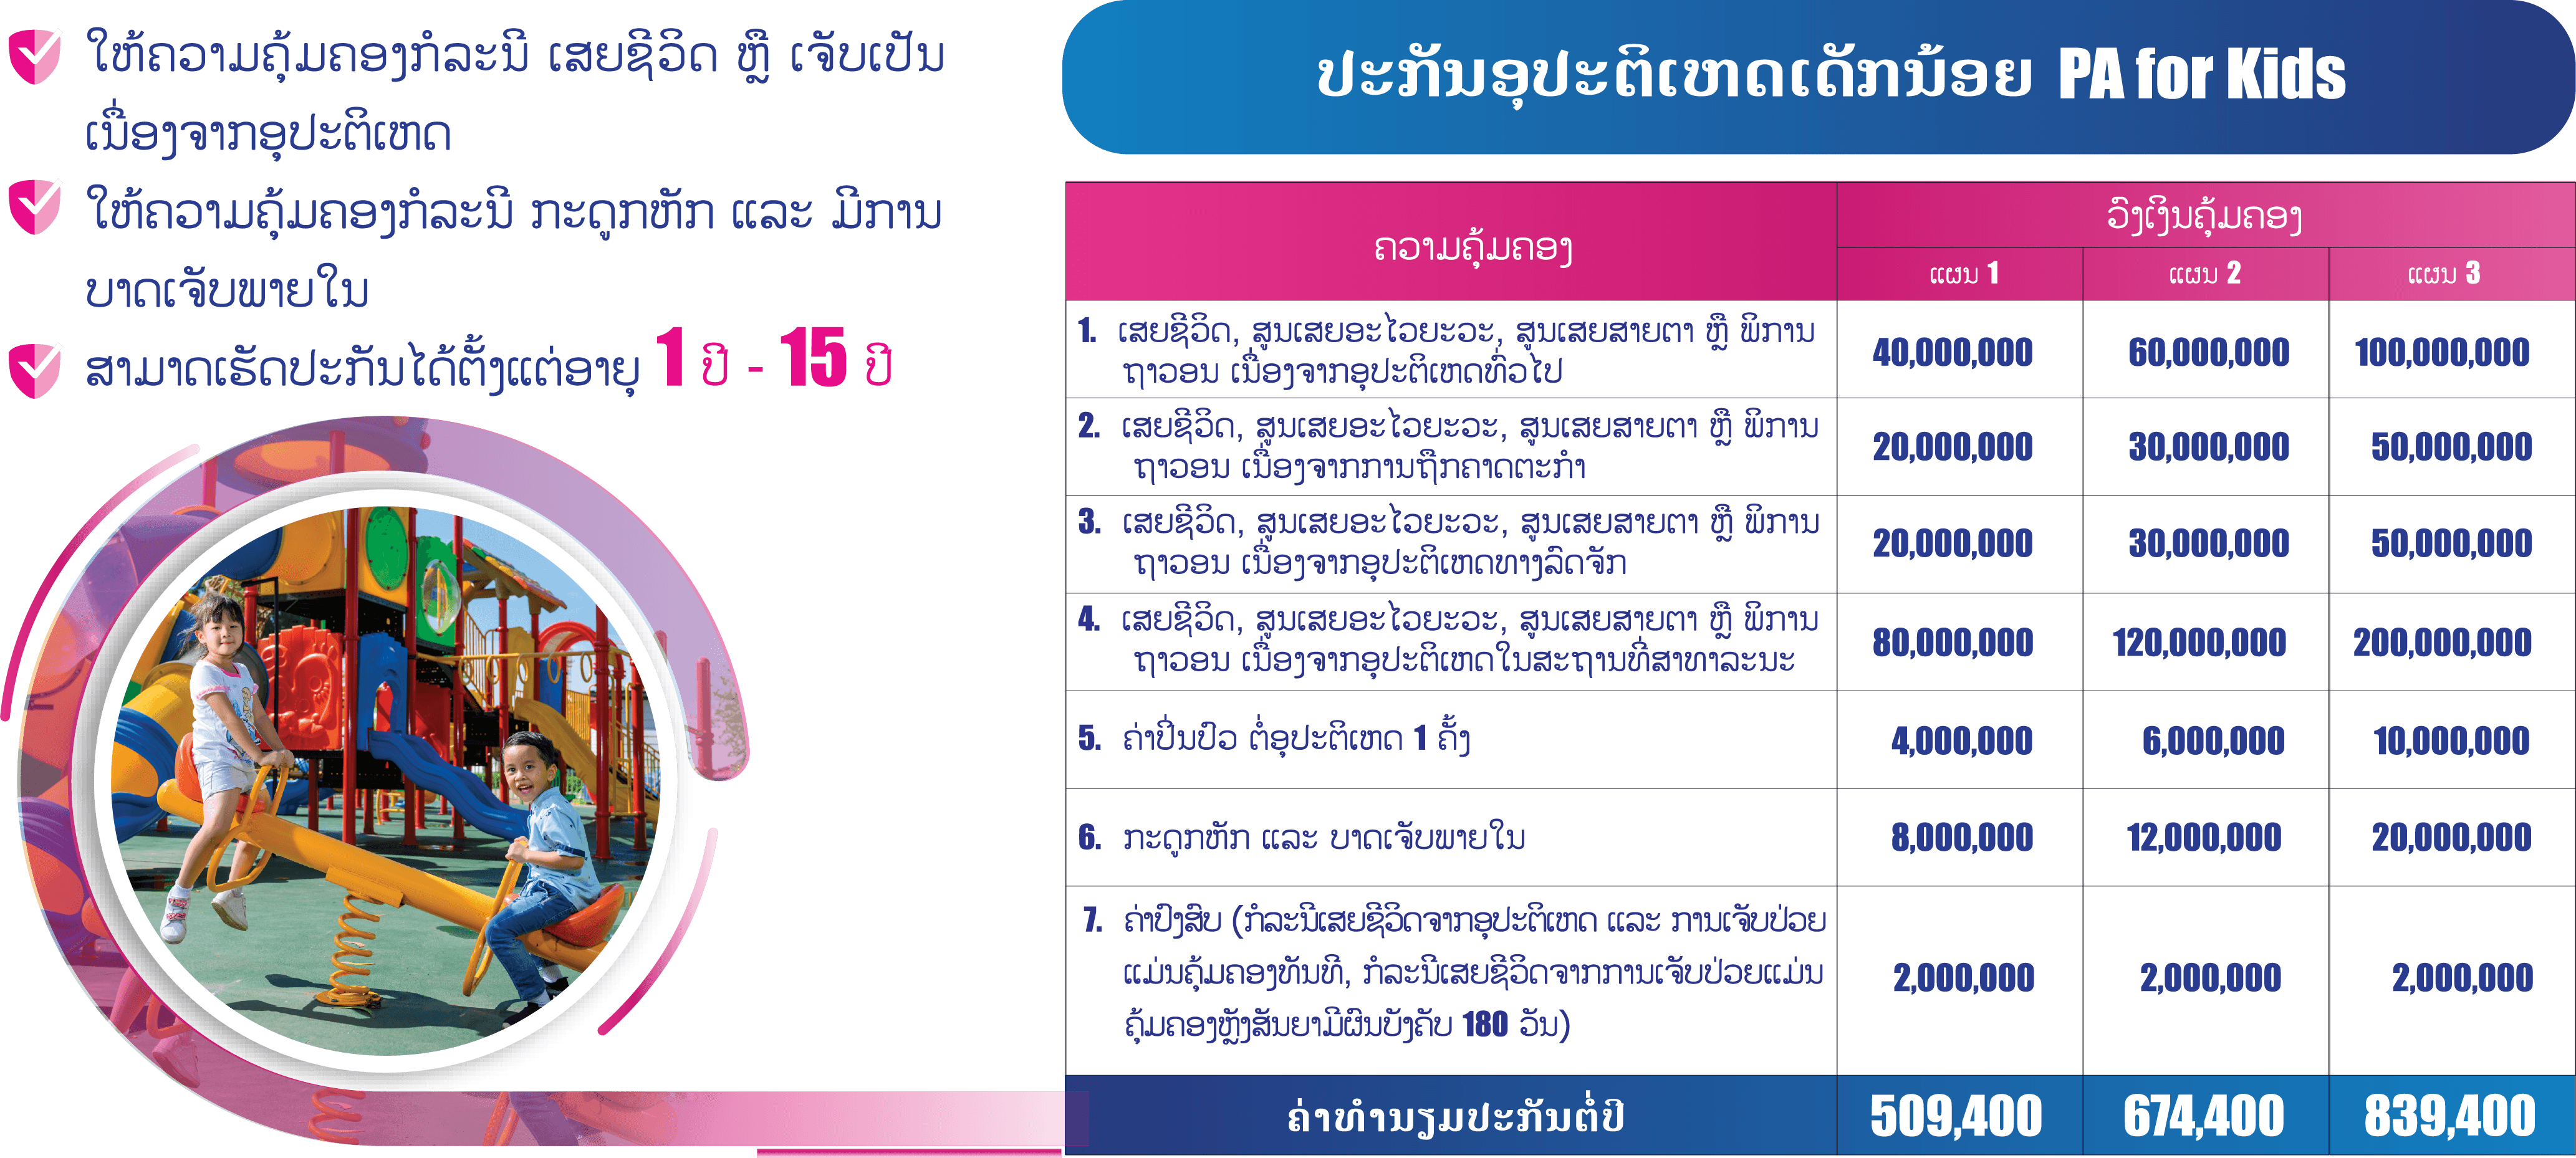 ໃຫ້ຄວາມຄຸ້ມຄອງກໍລະນີ ເສຍຊີວິດ ຫຼື ເຈັບເປັນ
ເນື່ອງຈາກອຸປະຕິເຫດ
ໃຫ້ຄວາມຄຸ້ມຄອງກໍລະນີ ກະດູກຫັກ ແລະ ມີການ
ບາດເຈັບພາຍໃນ
ສາມາດເຮັດປະກັນໄດ້ຕັ້ງແຕ່ອາຍຸ 1 ປີ - 15 ປີ
ປະກັນອຸປະຕິເຫດເດັກນ້ອຍ PA for Kids
ຄວາມຄຸ້ມຄອງ
ວົງເງິນຄຸ້ມຄອງ
ແຜນ 1 ແຜນ 2 ແຜນ 3
1. ເສຍຊີວິດ, ສູນເສຍອະໄວຍະວະ, ສູນເສຍສາຍຕາ ຫຼື ພິການ
ຖາວອນ ເນື່ອງຈາກອຸປະຕິເຫດທົ່ວໄປ
40,000,000 60,000,000 100,000,000
2. ເສຍຊີວິດ, ສູນເສຍອະໄວຍະວະ, ສູນເສຍສາຍຕາ ຫຼື ພິການ
ຖາວອນ ເນື່ອງຈາກການຖືກຄາດຕະກຳ
20,000,000 30,000,000 50,000,000
3. ເສຍຊີວິດ, ສູນເສຍອະໄວຍະວະ, ສູນເສຍສາຍຕາ ຫຼື ພິການ
ຖາວອນ ເນື່ອງຈາກອຸປະຕິເຫດທາງລົດຈັກ
20,000,000 30,000,000 50,000,000
4. ເສຍຊີວິດ, ສູນເສຍອະໄວຍະວະ, ສູນເສຍສາຍຕາ ຫຼື ພິການ
ຖາວອນ ເນື່ອງຈາກອຸປະຕິເຫດໃນສະຖານທີ່ສາທາລະນະ
80,000,000 120,000,000 200,000,000
5. ຄ່າປິ່ນປົວ ຕໍ່ອຸປະຕິເຫດ 1 ຄັ້ງ
4,000,000 6,000,000 10,000,000
6. ກະດູກຫັກ ແລະ ບາດເຈັບພາຍໃນ
8,000,000 12,000,000 20,000,000
7. ຄ່າປົງສົບ (ກໍລະນີເສຍຊີວິດຈາກອຸປະຕິເຫດ ແລະ ການເຈັບປ່ວຍ
ແມ່ນຄຸ້ມຄອງທັນທີ, ກໍລະນີເສຍຊີວິດຈາກການເຈັບປ່ວຍແມ່ນ
ຄຸ້ມຄອງຫຼັງສັນຍາມີຜົນບັງຄັບ 180 ວັນ)
2,000,000 2,000,000 2,000,000
ຄ່າທຳນຽມປະກັນຕໍ່ປີ 509,400 674,400 839,400